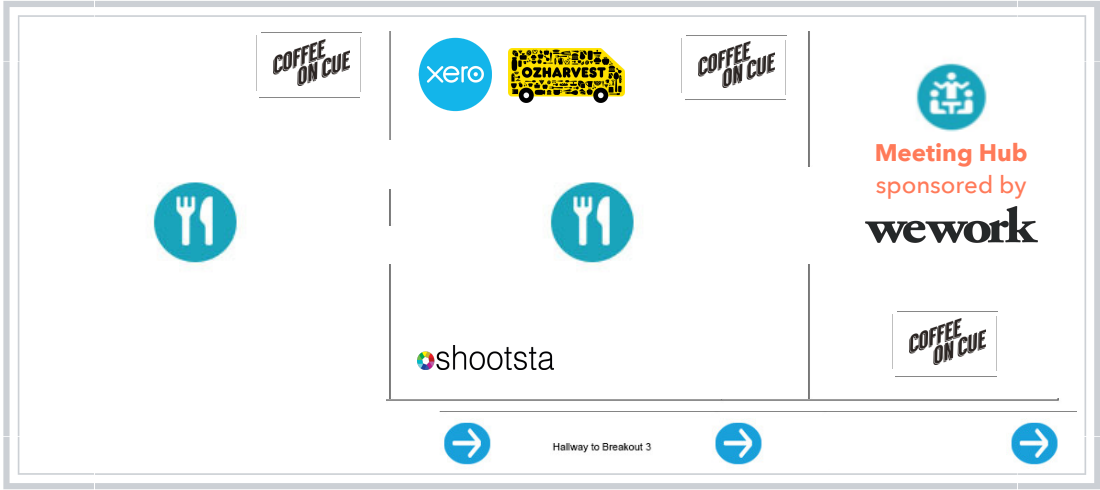 COFFEE
ON CUE
xero
OZHARVEST
COFFEE
ON CUE
Meeting Hub
sponsored by
wework
COFFEE
ON CUE
shootsta
Hallway to Breakout 3